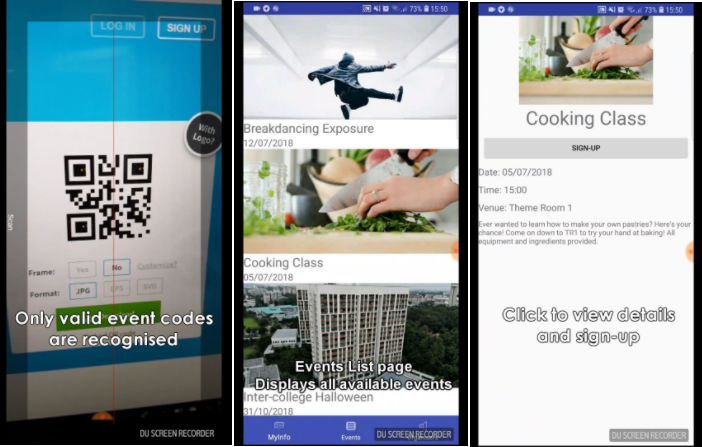 LOG IN
SIGN UP
With
Logo?
Scan
Frame:
Yes
No
Customize?
Format:
JPG
EPS
SVG
Only valid event codes
are recognised
DU SCREEN RECORDER
73% 15:50
Breakdancing Exposure
12/07/2018
Cooking Class
05/07/2018
Events List page
Displays all available events
Inter-college Halloween
31/10/2018
MyInfo
Events
DU SCREEN RECORDER
73% 15:50
Cooking Class
SIGN-UP
Date: 05/07/2018
Time: 15:00
Venue: Theme Room 1
Ever wanted to learn how to make your own pastries? Here's your
chance! Come on down to TR1 to try your hand at baking! All
equipment and ingredients provided.
Click to view details
and sign-up
DU SCREEN RECORDER